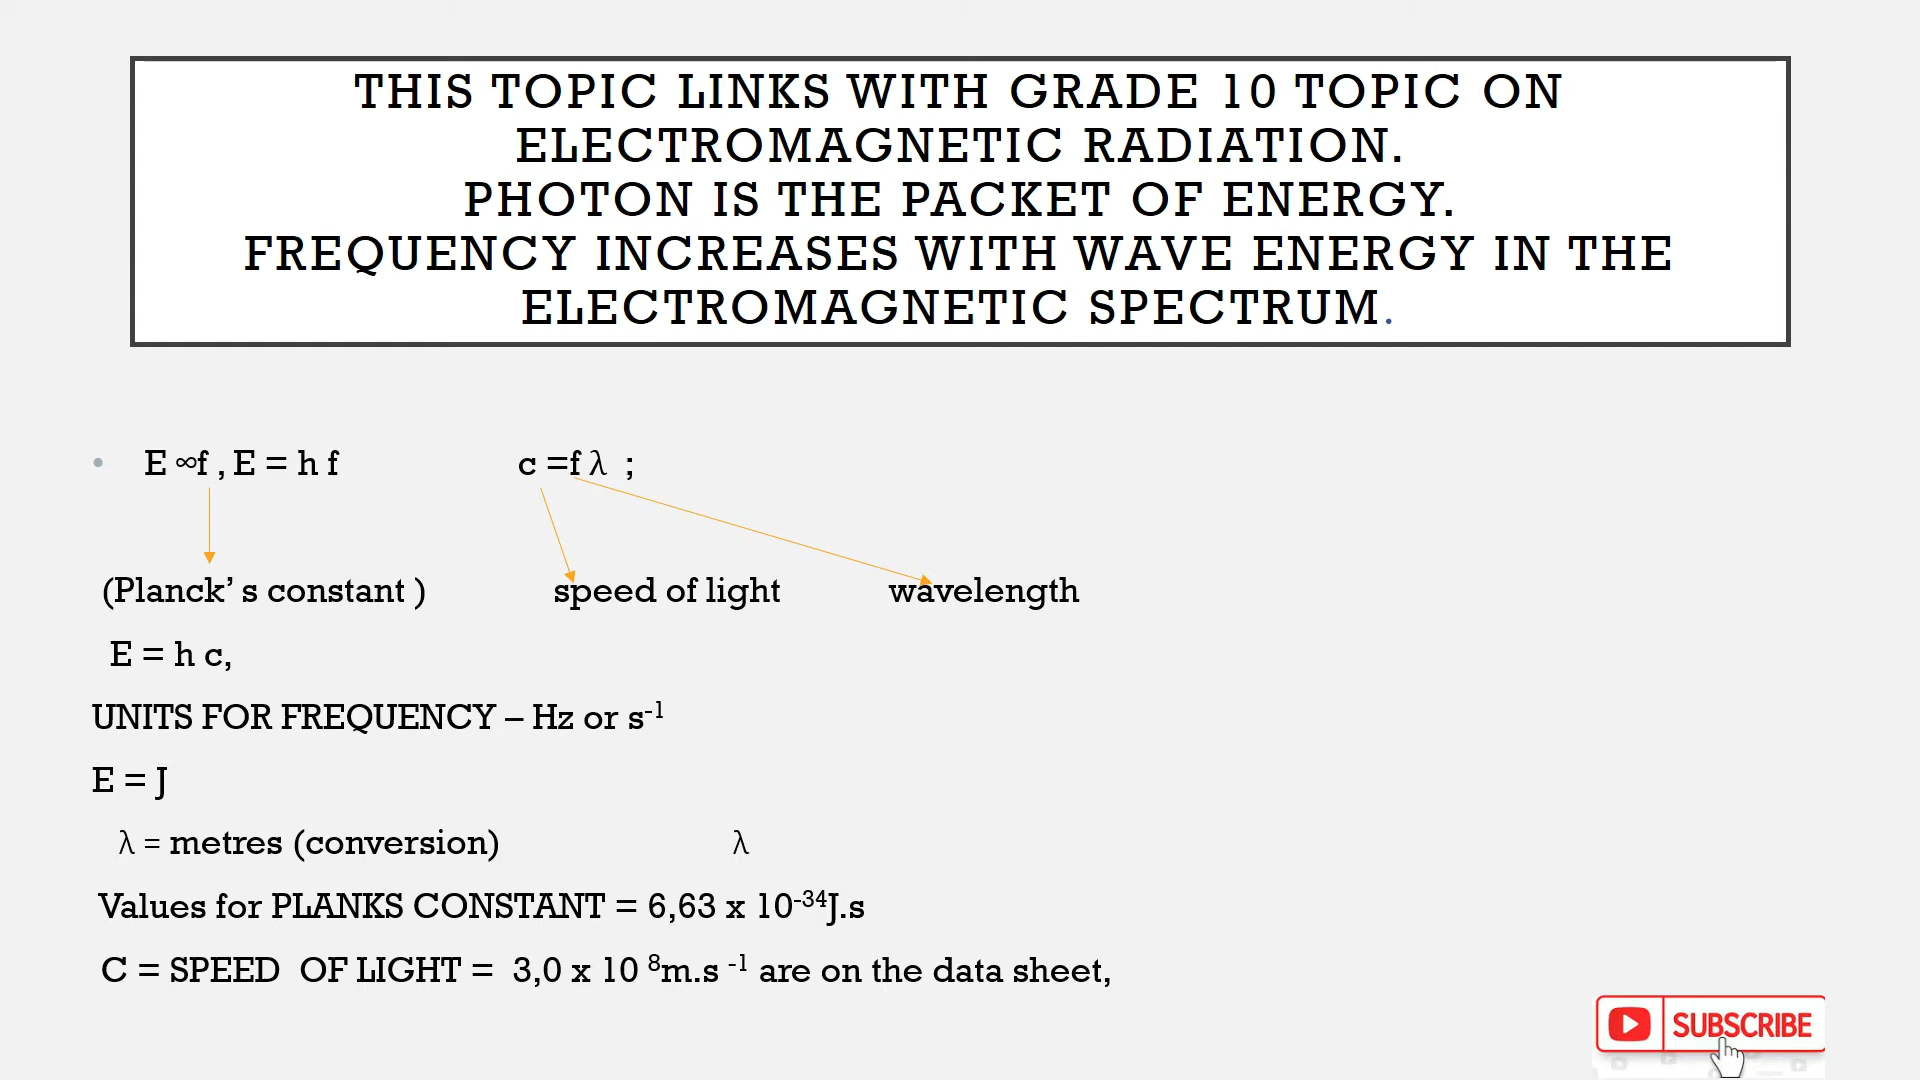 THIS TOPIC LINKS WITH GRADE 10 TOPIC ON
ELECTROMAGNETIC RADIATION.
PHOTON IS THE PACKET OF ENERGY.
FREQUENCY INCREASES WITH WAVE ENERGY IN THE
ELECTROMAGNETIC SPECTRUM.
• E ∞f , E = h f c =f λ ;
(Planck’ s constant ) speed of light wavelength
E = h c,
UNITS FOR FREQUENCY – Hz or s⁻¹
E = J
λ = metres (conversion) λ
Values for PLANKS CONSTANT = 6,63 x 10⁻³⁴J.s
C = SPEED OF LIGHT = 3,0 x 10 ⁸m.s ⁻¹ are on the data sheet,
SUBSCRIBE